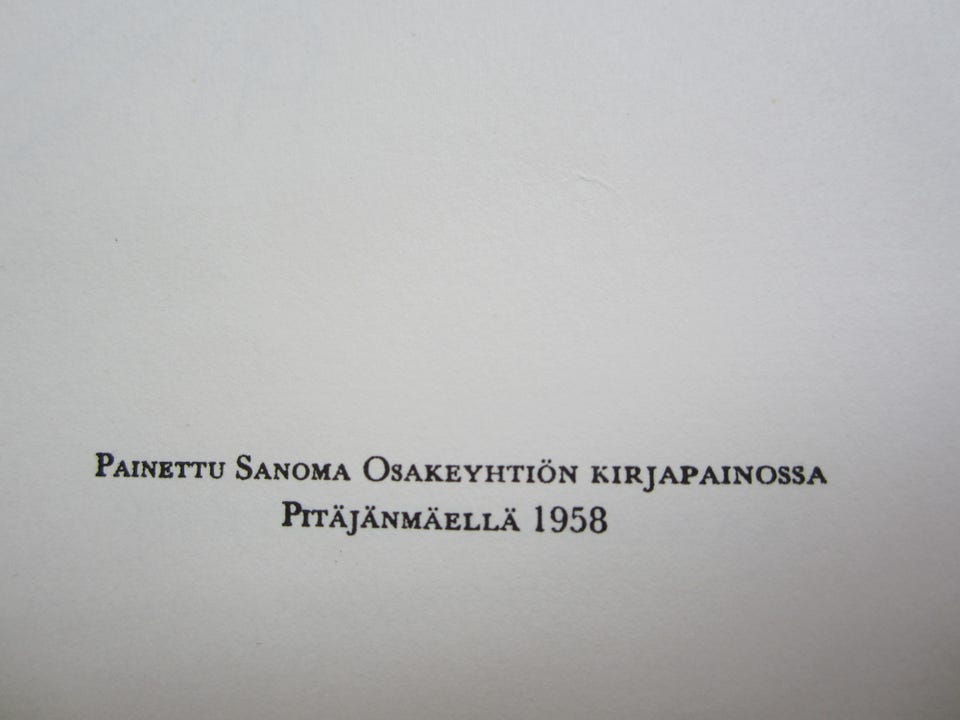 Painettu Sanoma Osakeyhtiön kirjapainossa
Pitäjänmäellä 1958